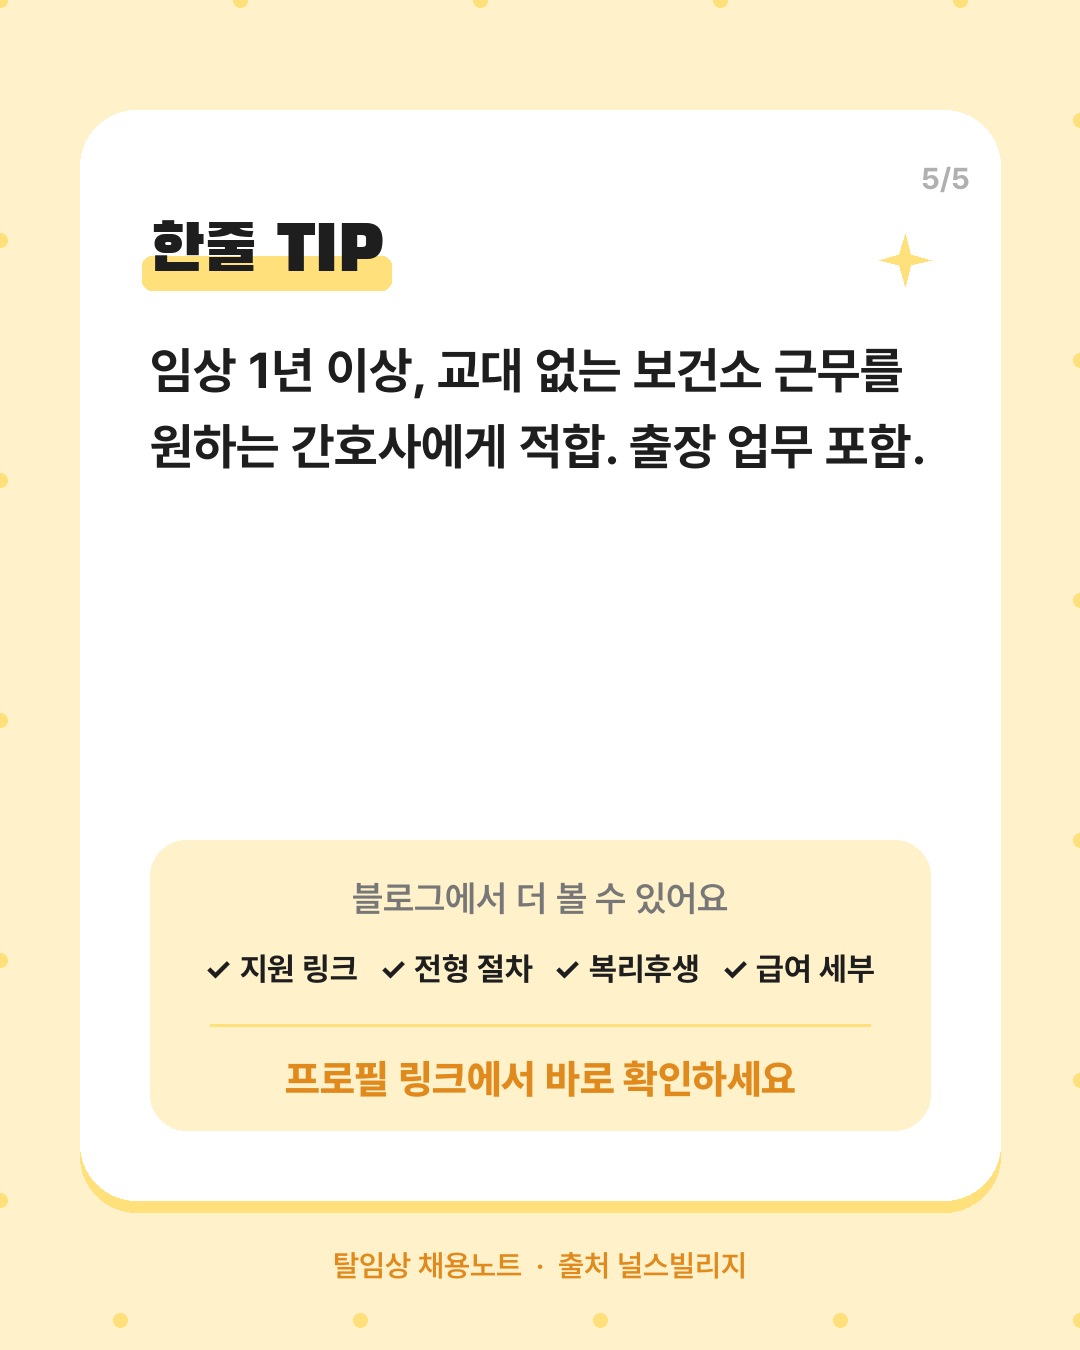 5/5
한줄 TIP
임상 1년 이상, 교대 없는 보건소 근무를
원하는 간호사에게 적합. 출장 업무 포함.
블로그에서 더 볼 수 있어요
✓ 지원 링크 ✓ 전형 절차 ✓ 복리후생 ✓ 급여 세부
프로필 링크에서 바로 확인하세요
탈임상 채용노트 · 출처 널스빌리지